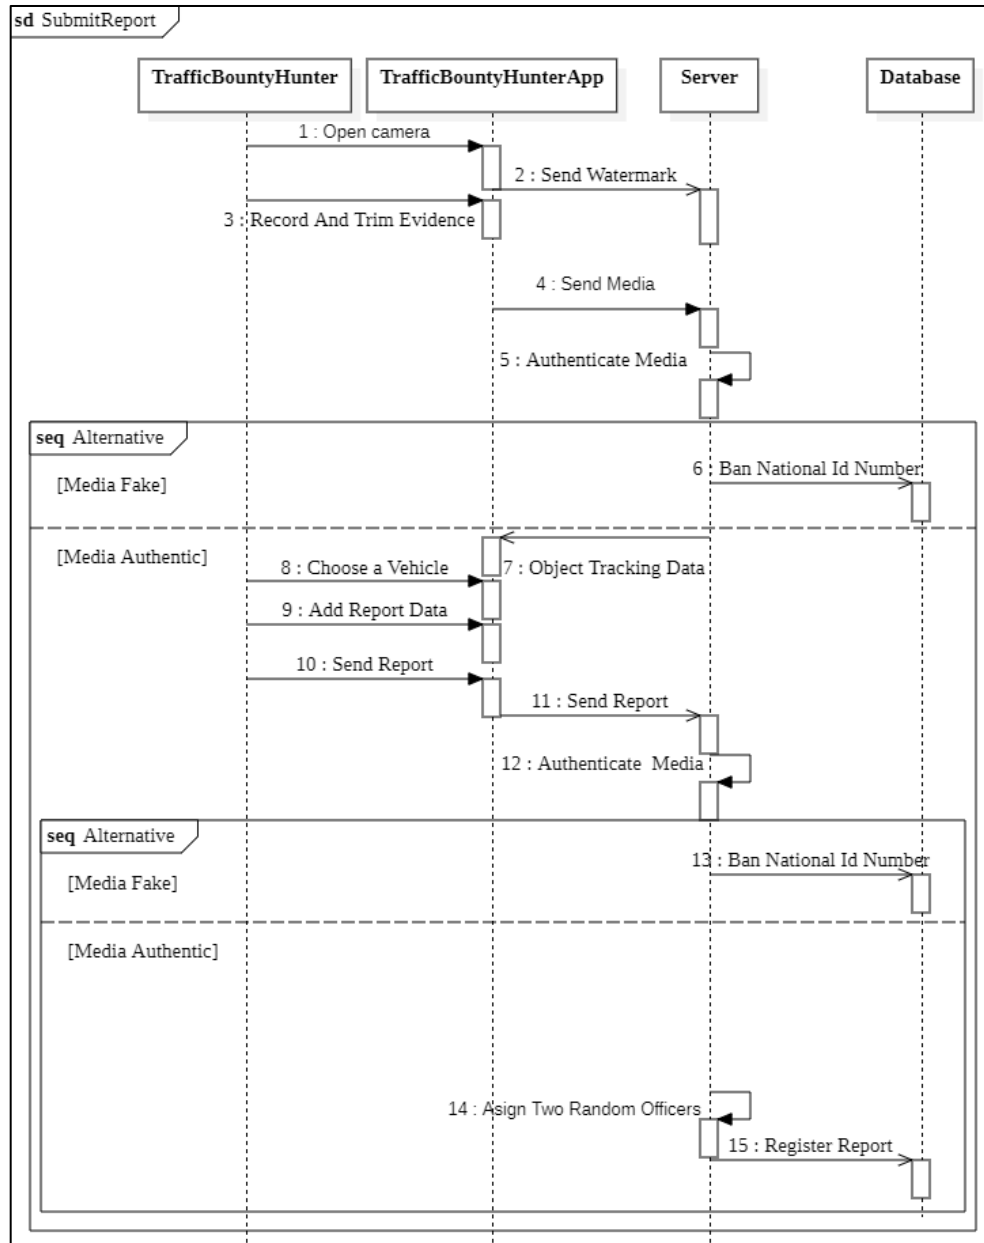 sd SubmitReport
TrafficBountyHunter
TrafficBountyHunterApp
Server
Database
1 : Open camera
2 : Send Watermark
3 : Record And Trim Evidence
4 : Send Media
5 : Authenticate Media
seq Alternative
6 : Ban National Id Number
[Media Fake]
[Media Authentic]
7 : Object Tracking Data
8 : Choose a Vehicle
9 : Add Report Data
10 : Send Report
11 : Send Report
12 : Authenticate Media
seq Alternative
13 : Ban National Id Number
[Media Fake]
[Media Authentic]
14 : Asign Two Random Officers
15 : Register Report